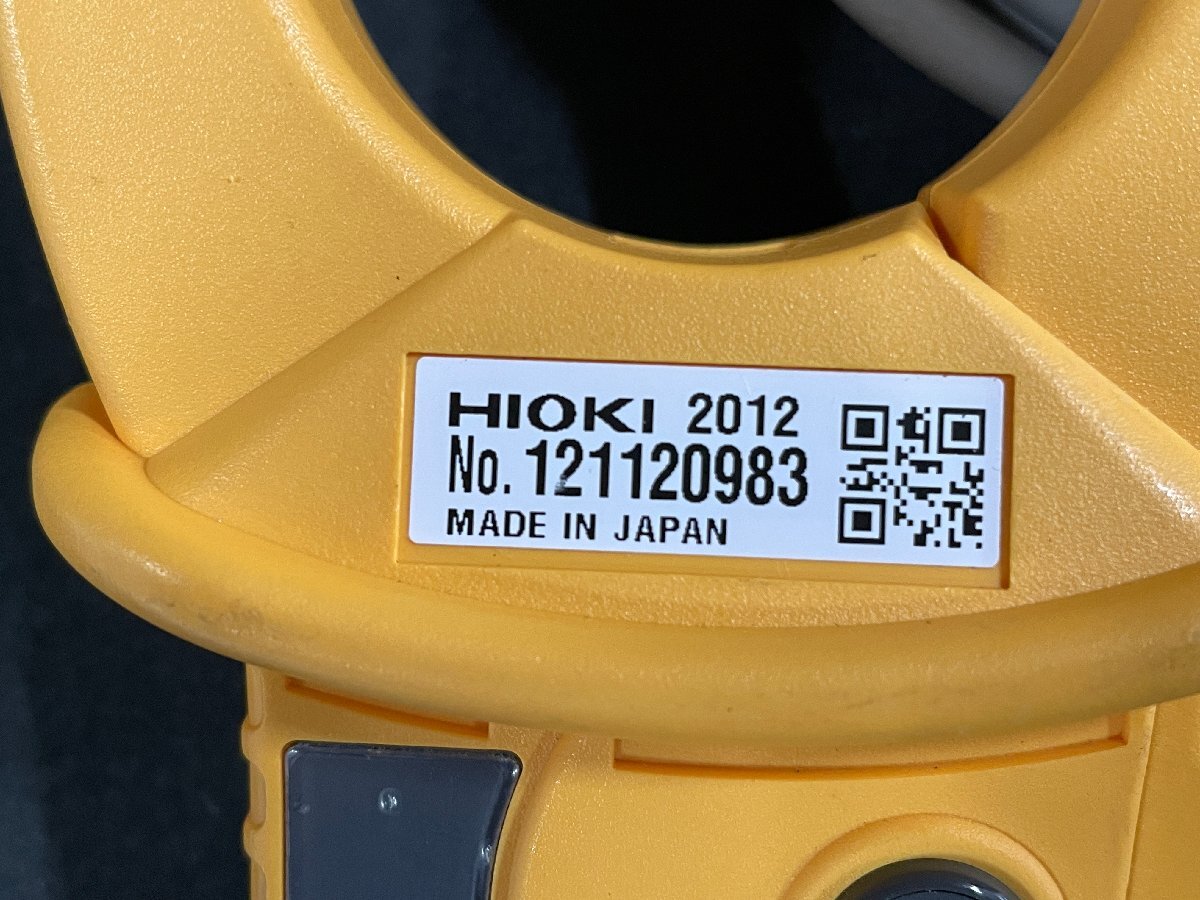 HIOKI 2012
No. 121120983
MADE IN JAPAN